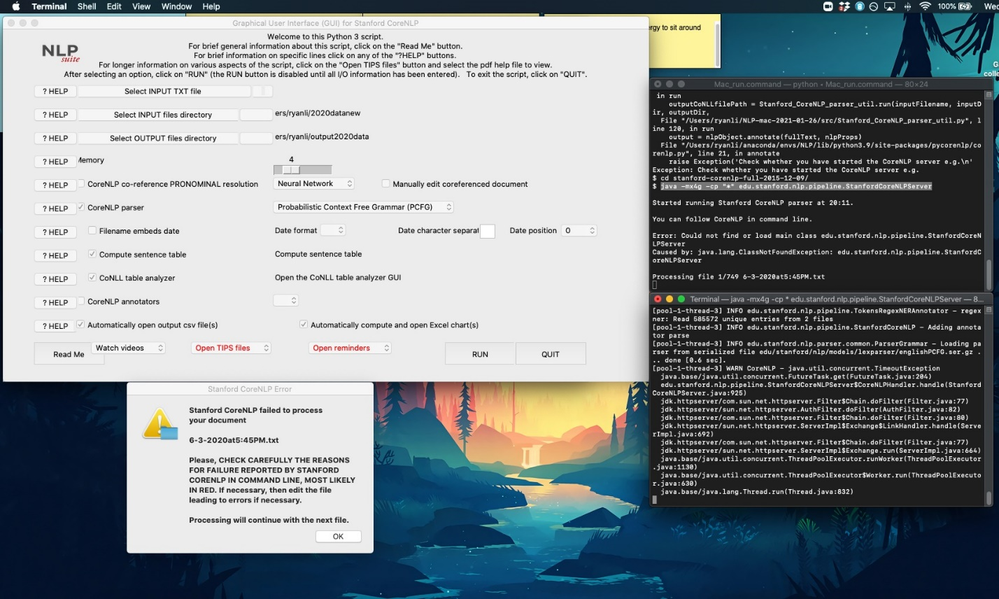 Terminal Shell Edit View Window Help
100% Wed
Graphical User Interface (GUI) for Stanford CoreNLP
NLP
suite
Welcome to this Python 3 script.
For brief general information about this script, click on the "Read Me" button.
For brief information on specific lines click on any of the "?HELP" buttons.
For longer information on various aspects of the script, click on the "Open TIPS files" button and select the pdf help file to view.
After selecting an option, click on "RUN" (the RUN button is disabled until all I/O information has been entered). To exit the script, click on "QUIT".
? HELP Select INPUT TXT file
? HELP Select INPUT files directory ers/ryanli/2020datanew
? HELP Select OUTPUT files directory ers/ryanli/output2020data
? HELP Memory 4
? HELP CoreNLP co-reference PRONOMINAL resolution Neural Network Manually edit coreferenced document
? HELP CoreNLP parser Probabilistic Context Free Grammar (PCFG)
? HELP Filename embeds date Date format Date character separat Date position 0
? HELP Compute sentence table Compute sentence table
? HELP CoNLL table analyzer Open the CoNLL table analyzer GUI
? HELP CoreNLP annotators
? HELP Automatically open output csv file(s) Automatically compute and open Excel chart(s)
Read Me Watch videos Open TIPS files Open reminders RUN QUIT
Stanford CoreNLP Error
Stanford CoreNLP failed to process
your document
6-3-2020at5:45PM.txt
Please, CHECK CAREFULLY THE REASONS
FOR FAILURE REPORTED BY STANFORD
CORENLP IN COMMAND LINE, MOST LIKELY
IN RED. If necessary, then edit the file
leading to errors if necessary.
Processing will continue with the next file.
OK
ergy to sit around
G
colle
Mac_run.command — python • Mac_run.command — 80×24
in run
outputCoNLLfilePath = Stanford_CoreNLP_parser_util.run(inputFilename, inputD
ir, outputDir,
File "/Users/ryanli/NLP-mac-2021-01-26/src/Stanford_CoreNLP_parser_util.py", l
ine 120, in run
output = nlpObject.annotate(fullText, nlpProps)
File "/Users/ryanli/anaconda/envs/NLP/lib/python3.9/site-packages/pycorenlp/co
renlp.py", line 21, in annotate
raise Exception('Check whether you have started the CoreNLP server e.g.\n'
Exception: Check whether you have started the CoreNLP server e.g.
$ cd stanford-corenlp-full-2015-12-09/
$ java -mx4g -cp "*" edu.stanford.nlp.pipeline.StanfordCoreNLPServer
Started running Stanford CoreNLP parser at 20:11.
You can follow CoreNLP in command line.
Error: Could not find or load main class edu.stanford.nlp.pipeline.StanfordCoreN
LPServer
Caused by: java.lang.ClassNotFoundException: edu.stanford.nlp.pipeline.StanfordC
oreNLPServer
Processing file 1/749 6-3-2020at5:45PM.txt
Terminal — java -mx4g -cp * edu.stanford.nlp.pipeline.StanfordCoreNLPServer — 8...
[pool-1-thread-3] INFO edu.stanford.nlp.pipeline.TokensRegexNERAnnotator - regex
ner: Read 585572 unique entries from 2 files
[pool-1-thread-3] INFO edu.stanford.nlp.pipeline.StanfordCoreNLP - Adding annota
tor parse
[pool-1-thread-3] INFO edu.stanford.nlp.parser.common.ParserGrammar - Loading pa
rser from serialized file edu/stanford/nlp/models/lexparser/englishPCFG.ser.gz .
.. done [0.6 sec].
[pool-1-thread-3] WARN CoreNLP - java.util.concurrent.TimeoutException
java.base/java.util.concurrent.FutureTask.get(FutureTask.java:204)
edu.stanford.nlp.pipeline.StanfordCoreNLPServer$CoreNLPHandler.handle(Stanford
CoreNLPServer.java:925)
jdk.httpserver/com.sun.net.httpserver.Filter$Chain.doFilter(Filter.java:77)
jdk.httpserver/sun.net.httpserver.AuthFilter.doFilter(AuthFilter.java:82)
jdk.httpserver/com.sun.net.httpserver.Filter$Chain.doFilter(Filter.java:80)
jdk.httpserver/sun.net.httpserver.ServerImpl$Exchange$LinkHandler.handle(Serve
rImpl.java:692)
jdk.httpserver/com.sun.net.httpserver.Filter$Chain.doFilter(Filter.java:77)
jdk.httpserver/sun.net.httpserver.ServerImpl$Exchange.run(ServerImpl.java:664)
java.base/java.util.concurrent.ThreadPoolExecutor.runWorker(ThreadPoolExecutor
.java:1130)
java.base/java.util.concurrent.ThreadPoolExecutor$Worker.run(ThreadPoolExecuto
r.java:630)
java.base/java.lang.Thread.run(Thread.java:832)